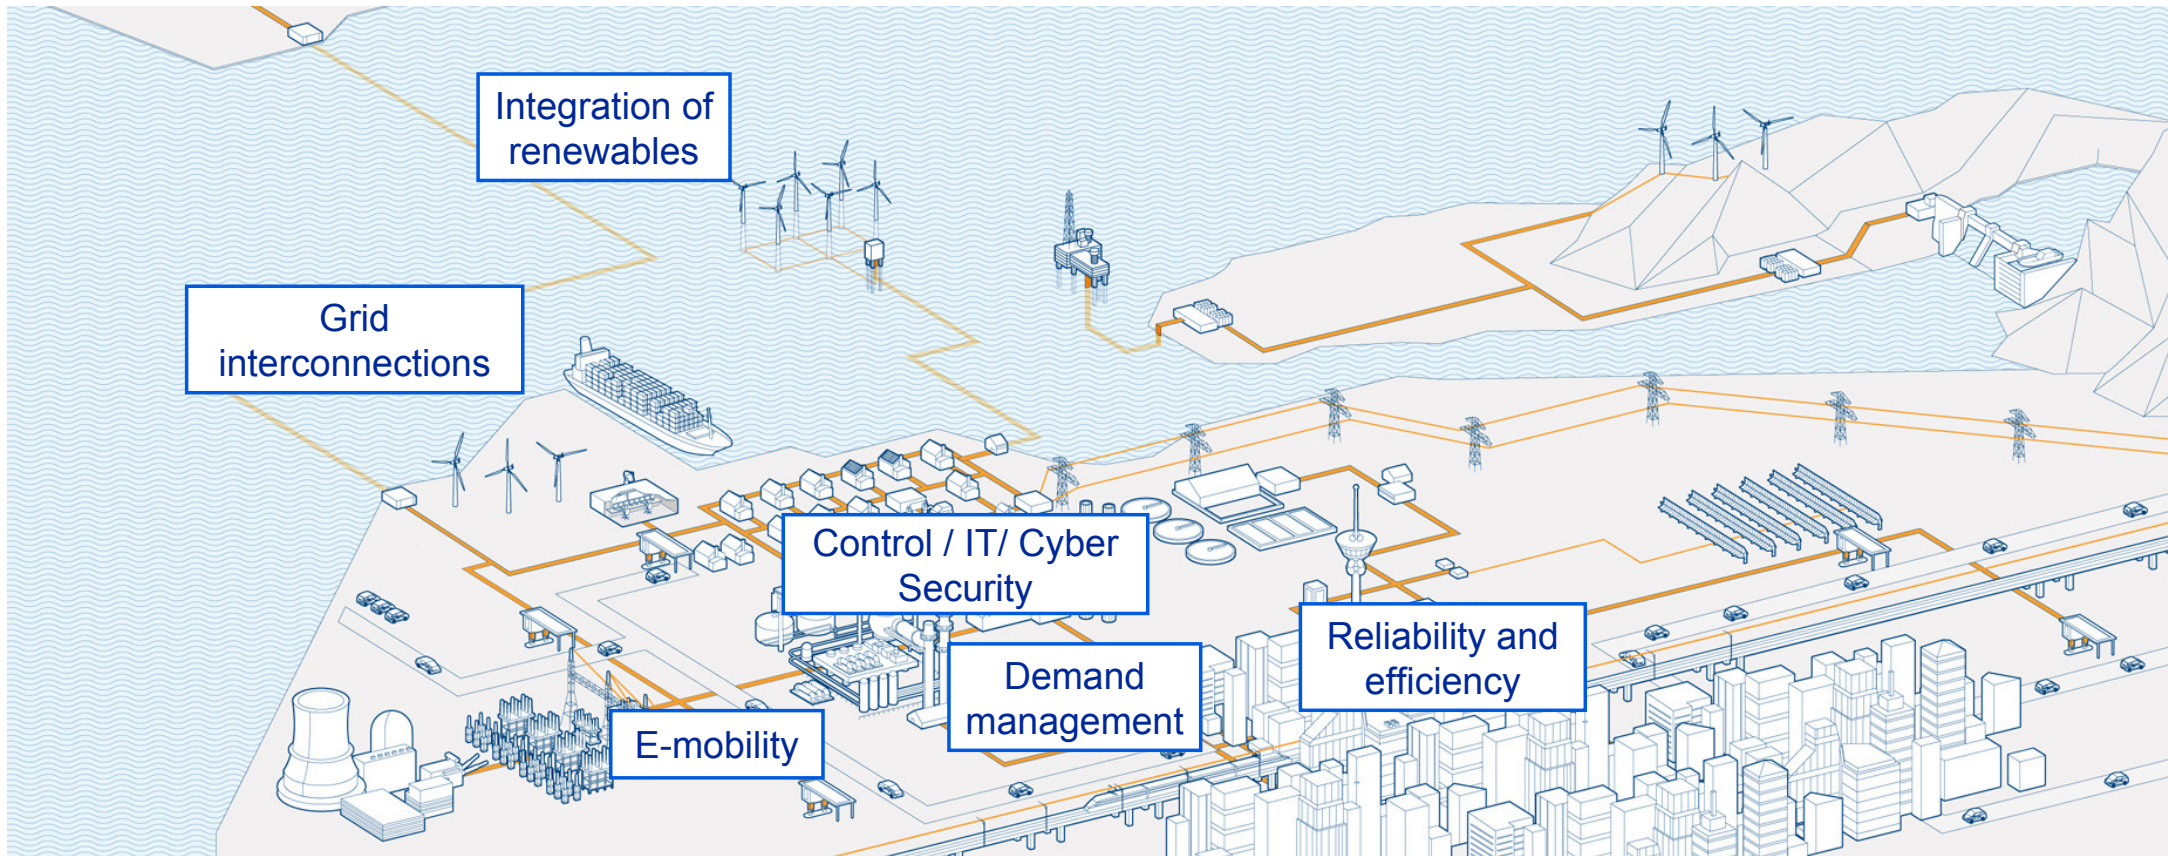 Integration of
renewables
Grid
interconnections
Control / IT/ Cyber
Security
Reliability and
efficiency
Demand
management
E-mobility